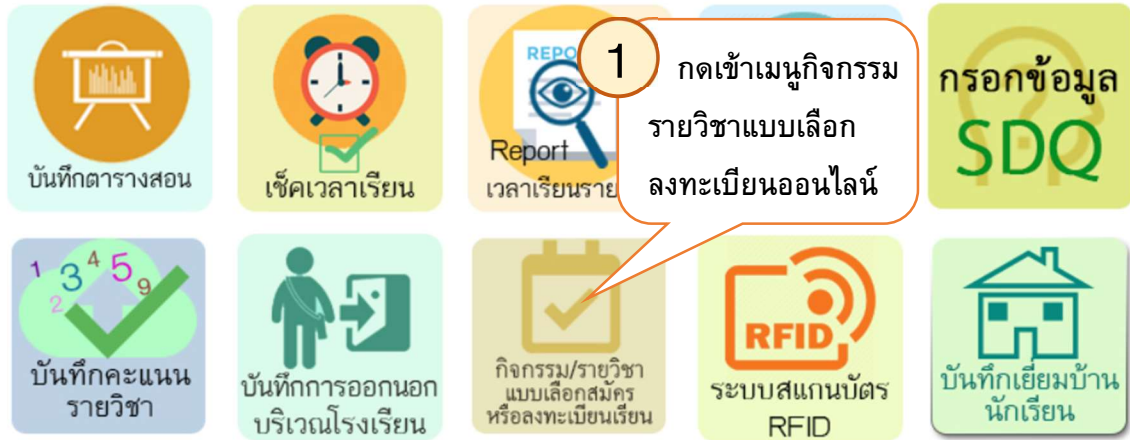 บันทึกตารางสอน
เช็คเวลาเรียน
REPO
Report
เวลาเรียนราย
1
กดเข้าเมนูกิจกรรม
รายวิชาแบบเลือก
ลงทะเบียนออนไลน์
กรอกข้อมูล
SDQ
1 2 3 4 5 9
บันทึกคะแนน
รายวิชา
บันทึกการออกนอก
บริเวณโรงเรียน
กิจกรรม/รายวิชา
แบบเลือกสมัคร
หรือลงทะเบียนเรียน
RFID
ระบบสแกนบัตร
RFID
บันทึกเยี่ยมบ้าน
นักเรียน